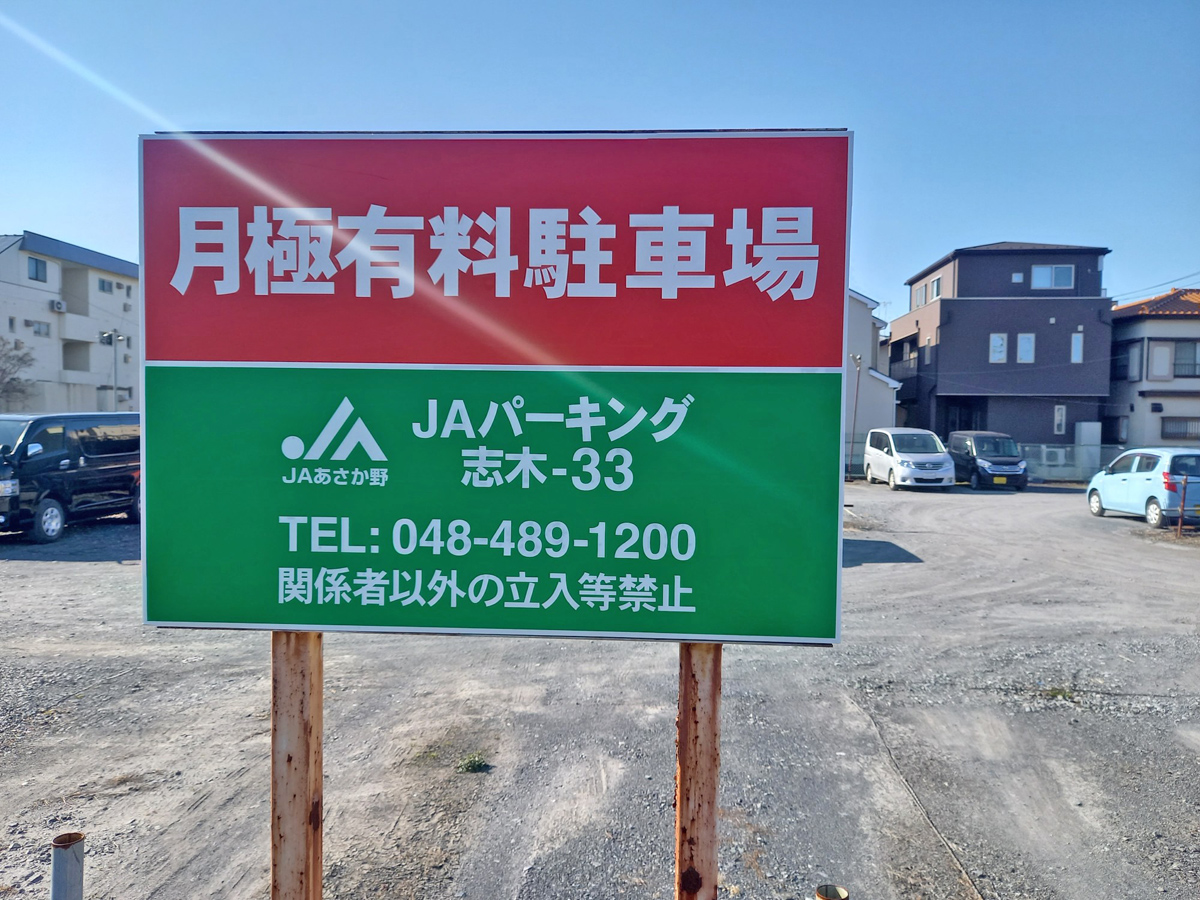 月極有料駐車場
JAあさか野
JAパーキング
志木-33
TEL: 048-489-1200
関係者以外の立入等禁止